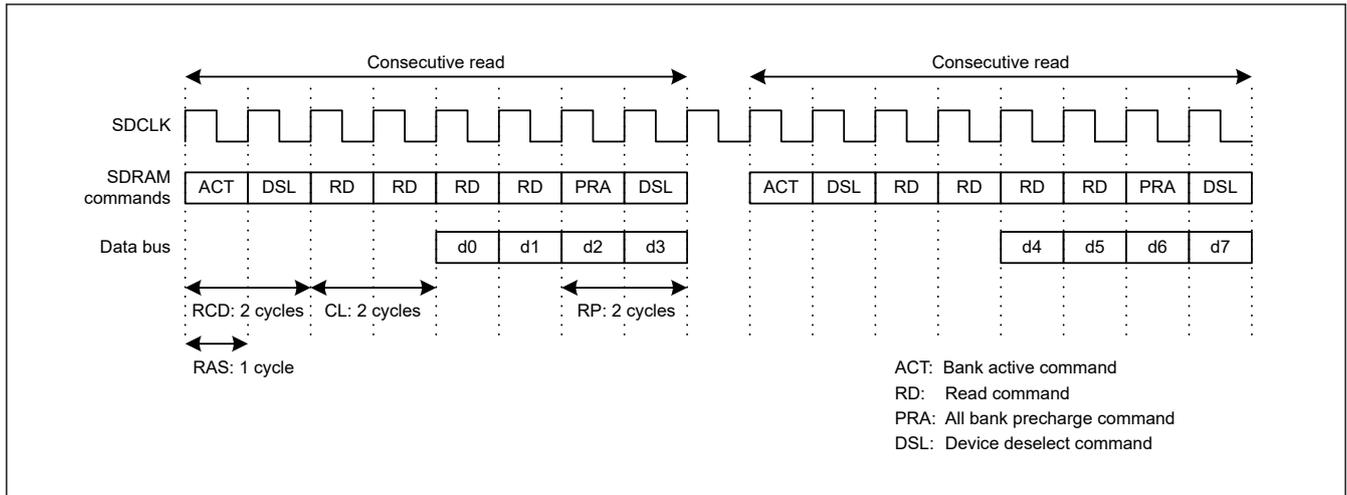 Consecutive read Consecutive read
SDCLK
SDRAM
commands
ACT DSL RD RD RD RD PRA DSL ACT DSL RD RD RD RD PRA DSL
Data bus d0 d1 d2 d3 d4 d5 d6 d7
RCD: 2 cycles CL: 2 cycles RP: 2 cycles
RAS: 1 cycle
ACT: Bank active command
RD: Read command
PRA: All bank precharge command
DSL: Device deselect command